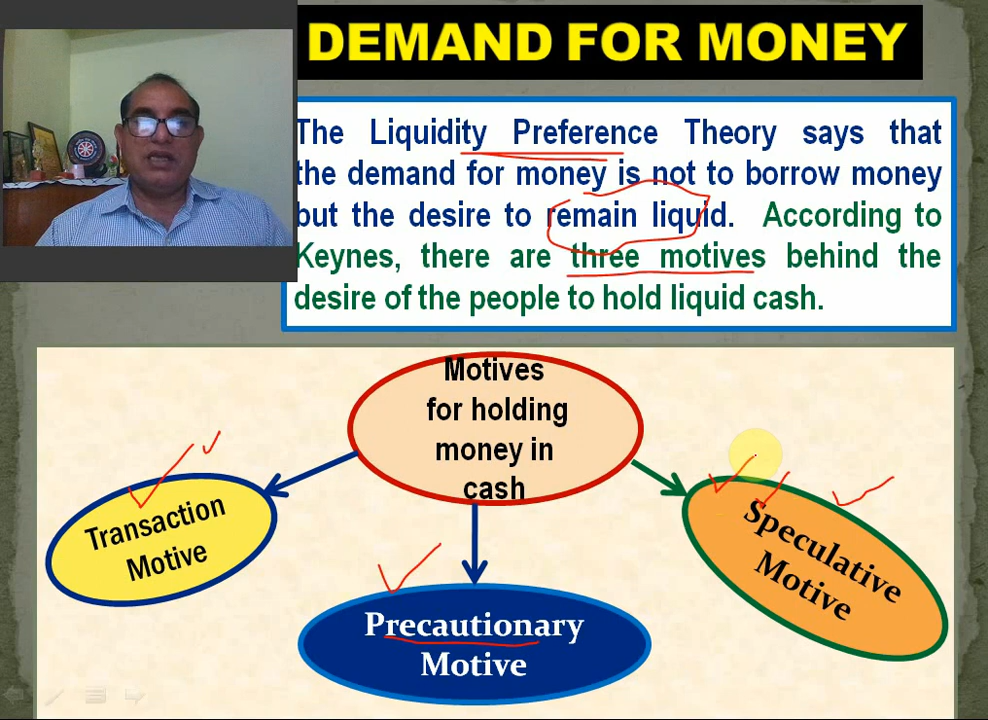 DEMAND FOR MONEY
The Liquidity Preference Theory says that
the demand for money is not to borrow money
but the desire to remain liquid. According to
Keynes, there are three motives behind the
desire of the people to hold liquid cash.
Motives
for holding
money in
cash
Transaction
Motive
Precautionary
Motive
Speculative
Motive